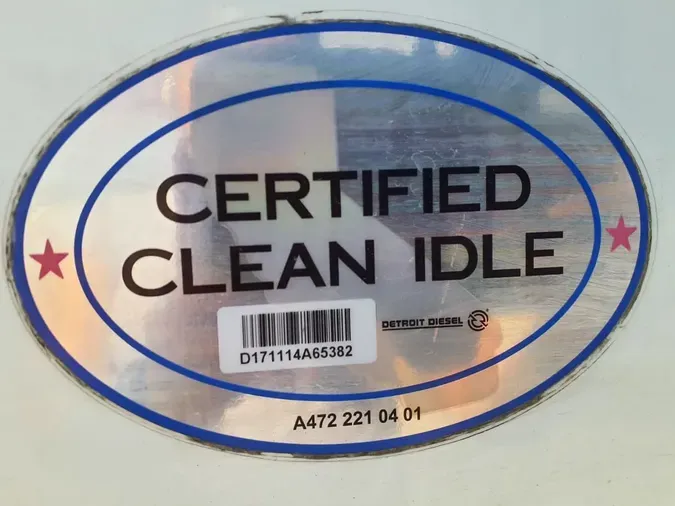 CERTIFIED
CLEAN IDLE
D171114A65382
DETROIT DIESEL
A472 221 04 01